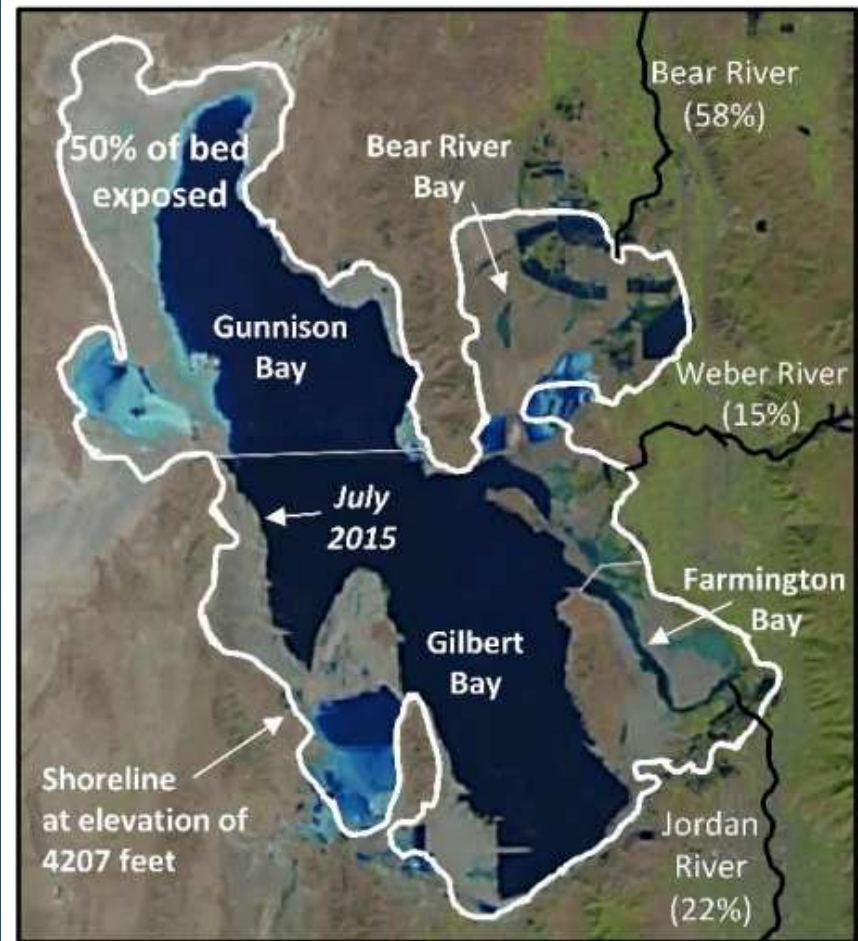 Bear River
(58%)
50% of bed
exposed
Bear River
Bay
Gunnison
Bay
Weber River
(15%)
July
2015
Farmington
Bay
Gilbert
Bay
Shoreline
at elevation of
4207 feet
Jordan
River
(22%)